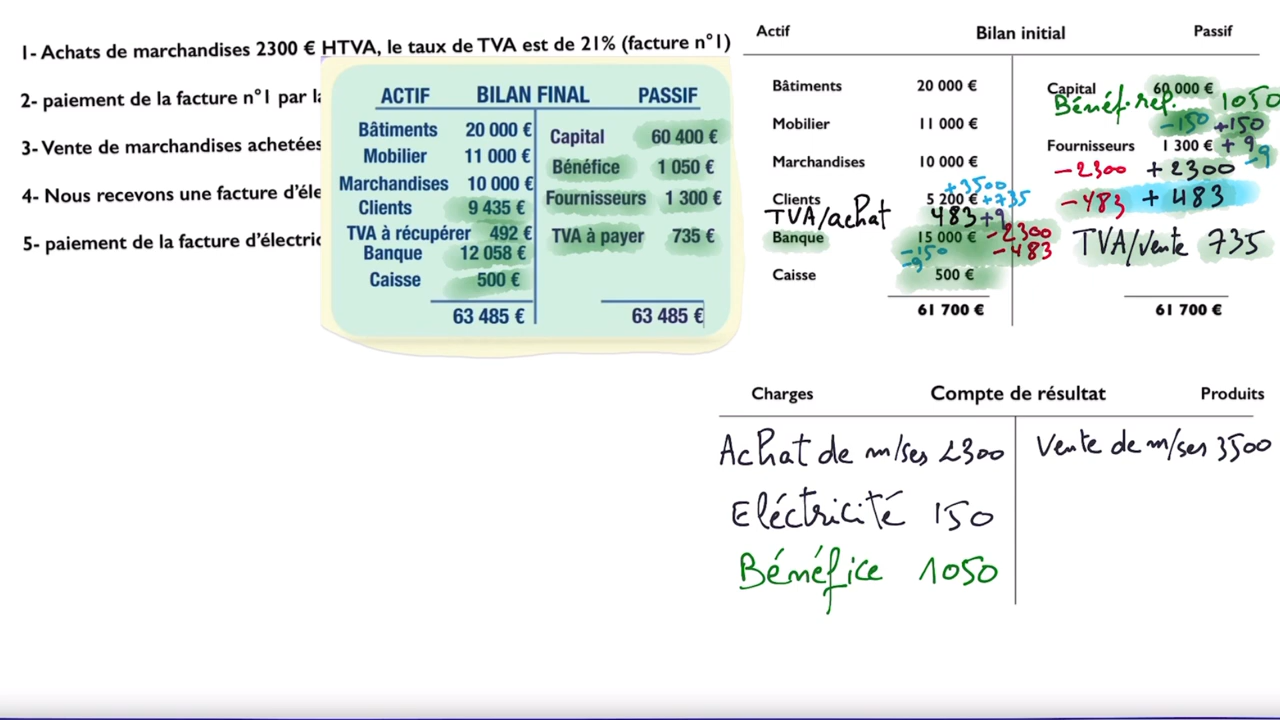 1- Achats de marchandises 2300 € HTVA, le taux de TVA est de 21% (facture n°1)
2- paiement de la facture n°1 par
3- Vente de marchandises achetées
4- Nous recevons une facture
5- paiement de la facture
ACTIF BILAN FINAL PASSIF
Bâtiments 20 000 € Capital 60 400 €
Mobilier 11 000 € Bénéfice 1 050 €
Marchandises 10 000 € Fournisseurs 1 300 €
Clients 9 435 €
TVA à récupérer 492 € TVA à payer 735 €
Banque 12 058 €
Caisse 500 €
63 485 € 63 485 €
Actif Bilan initial Passif
Bâtiments 20 000 € Capital 60 000 €
Bénéf. rep. 1050
-150 +150
Mobilier 11 000 € Fournisseurs 1 300 € + 9 -9
Marchandises 10 000 € -2300 + 2300
+3500
Clients 5 200 € +735 -483 + 483
TVA/achat 483 +9
Banque 15 000 € -2300 TVA/vente 735
-150 -483
-9
Caisse 500 €
61 700 € 61 700 €
Charges Compte de résultat Produits
Achat de m/ses 2300 Vente de m/ses 3500
Eléctricité 150
Bénéfice 1050